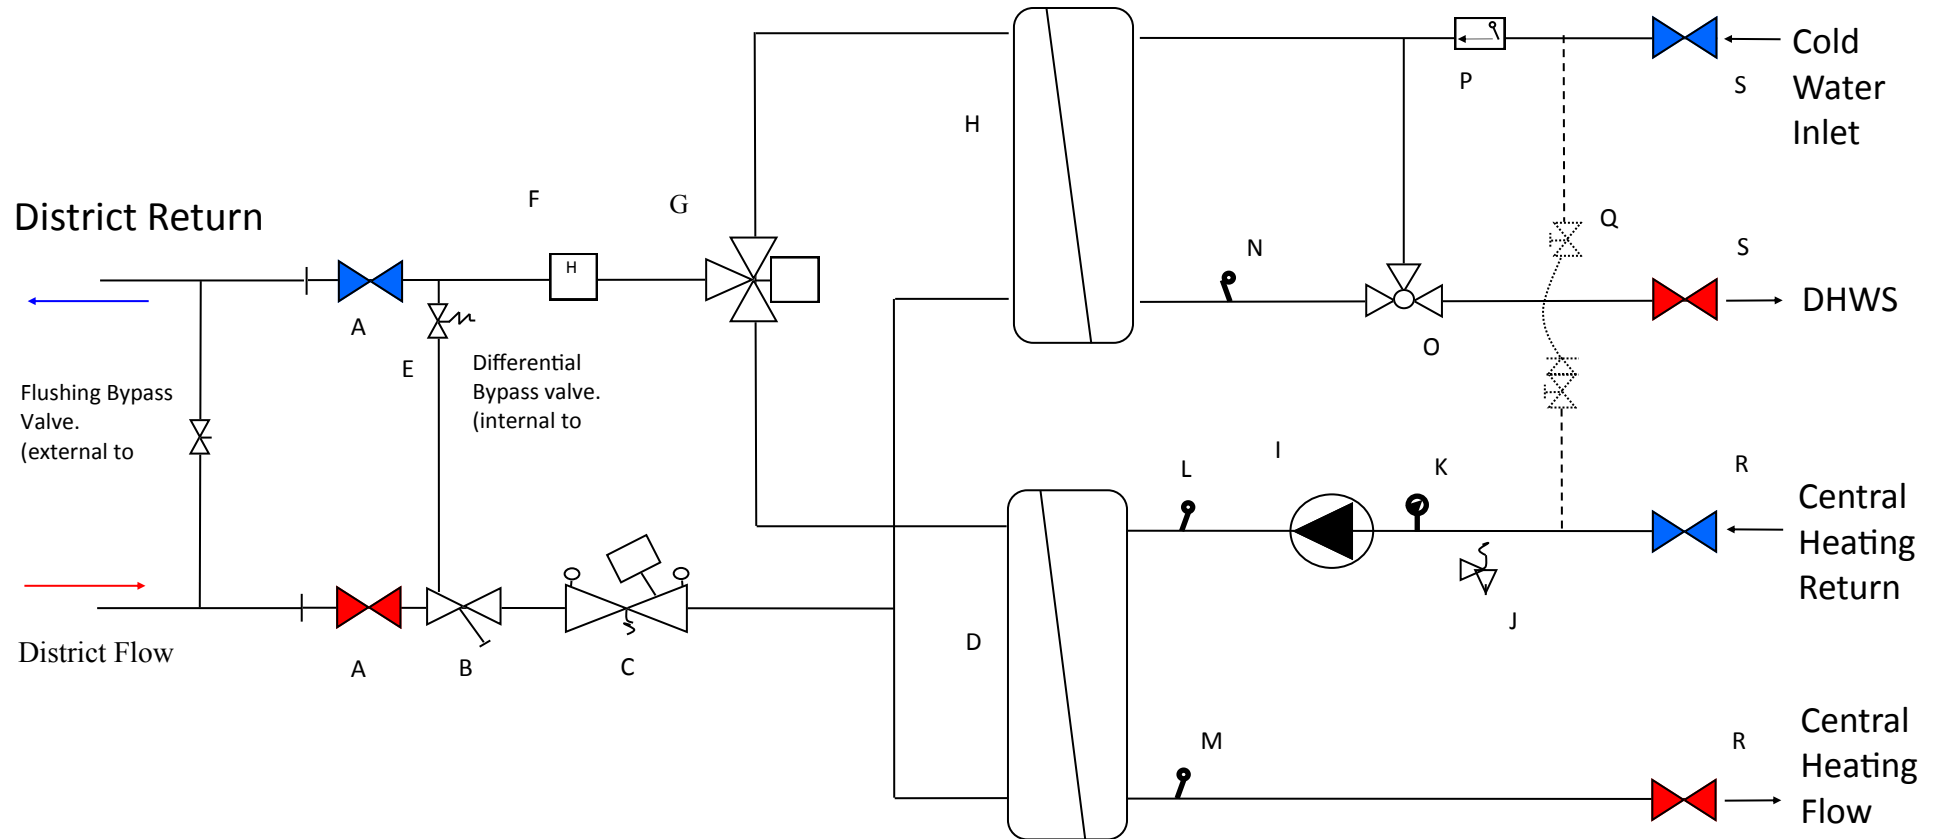 Cold
Water
Inlet
P
S
H
F
G
District Return
H
Q
N
S
DHWS
A
O
E
Differential
Bypass valve.
(internal to
Flushing Bypass
Valve.
(external to
I
L
K
R
Central
Heating
Return
District Flow
A
B
C
D
J
M
R
Central
Heating
Flow